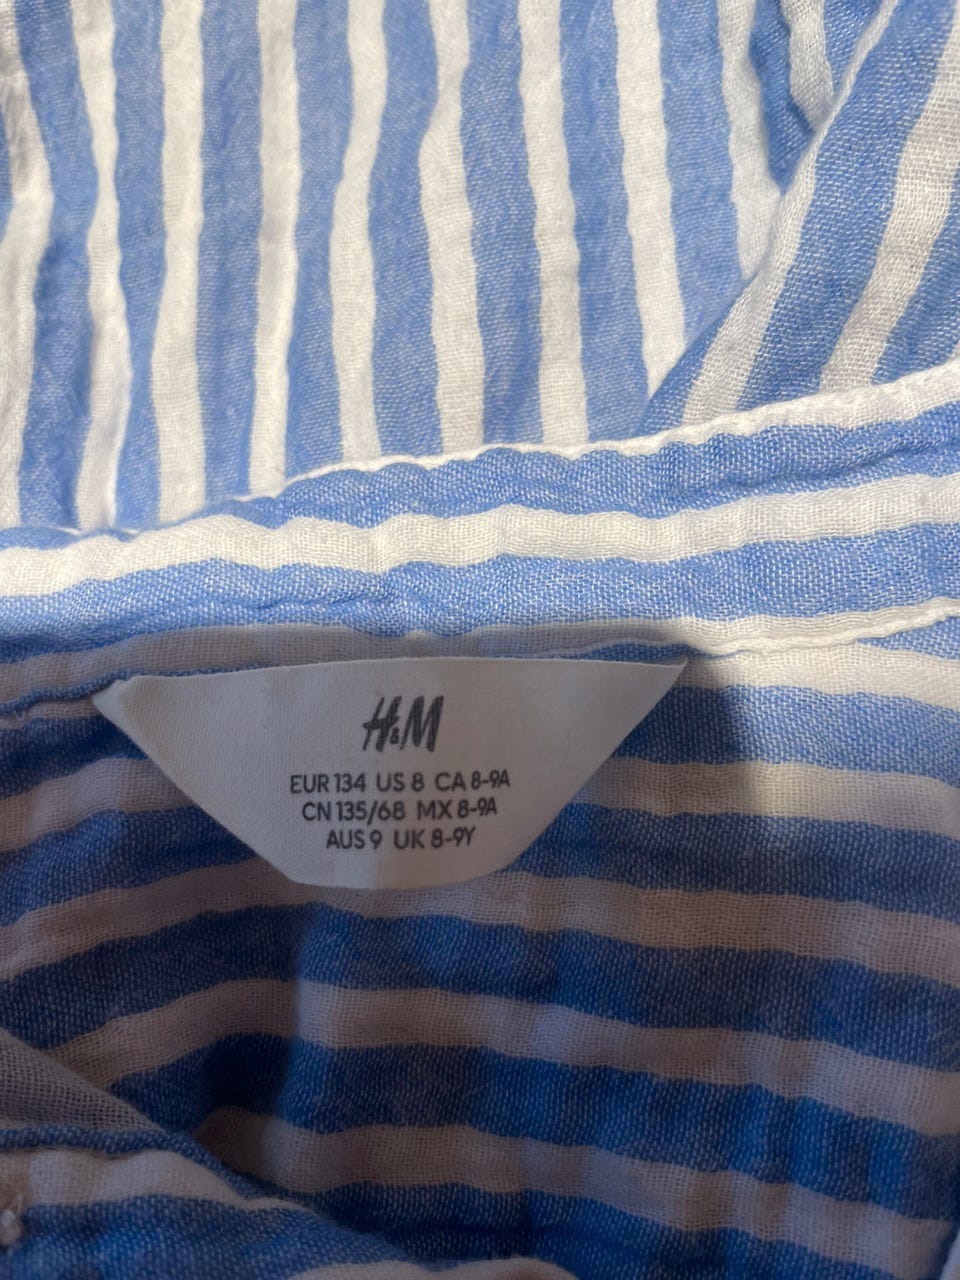 H&M
EUR 134 US 8 CA 8-9A
CN 135/68 MX 8-9A
AUS 9 UK 8-9Y